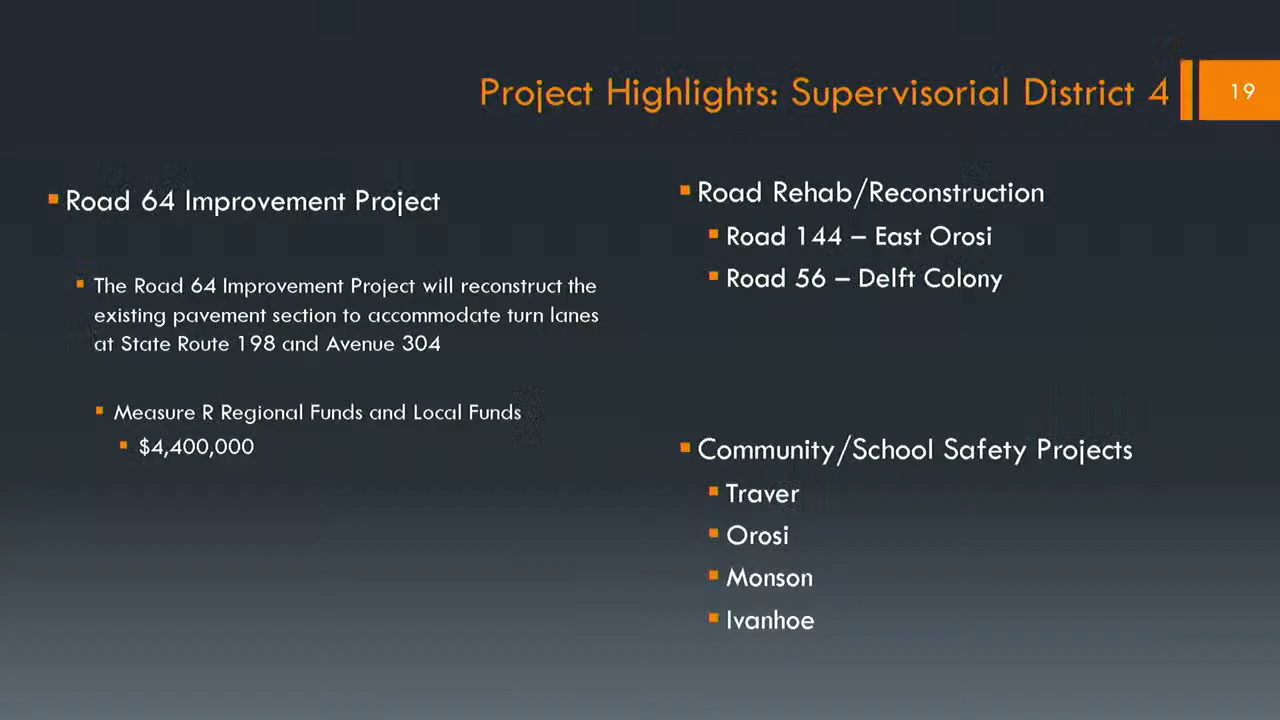 Project Highlights: Supervisorial District 4
19
Road 64 Improvement Project
The Road 64 Improvement Project will reconstruct the
existing pavement section to accommodate turn lanes
at State Route 198 and Avenue 304
Measure R Regional Funds and Local Funds
$4,400,000
Road Rehab/Reconstruction
Road 144 – East Orosi
Road 56 – Delft Colony
Community/School Safety Projects
Traver
Orosi
Monson
Ivanhoe